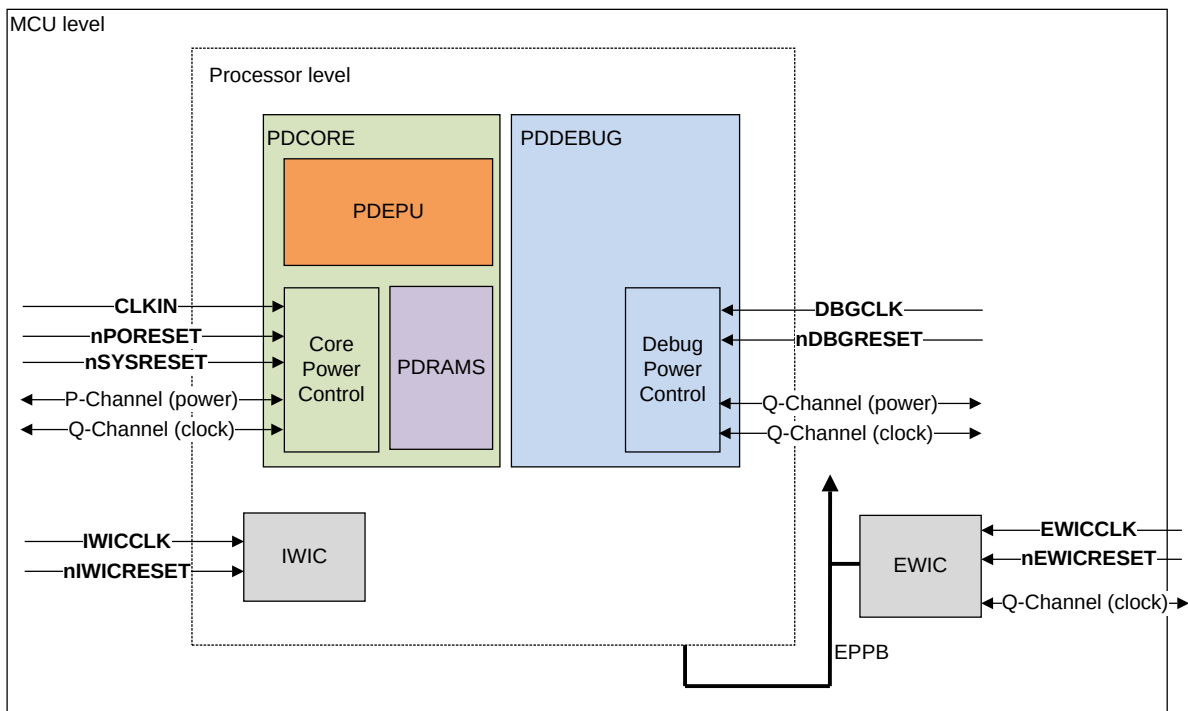 MCU level
Processor level
PDCORE
PDDEBUG
PDEPU
CLKIN
nPORESET
nSYSRESET
P-Channel (power)
Q-Channel (clock)
Core
Power
Control
PDRAMS
Debug
Power
Control
DBGCLK
nDBGRESET
Q-Channel (power)
Q-Channel (clock)
IWICCLK
nIWICRESET
IWIC
EWIC
EWICCLK
nEWICRESET
Q-Channel (clock)
EPPB